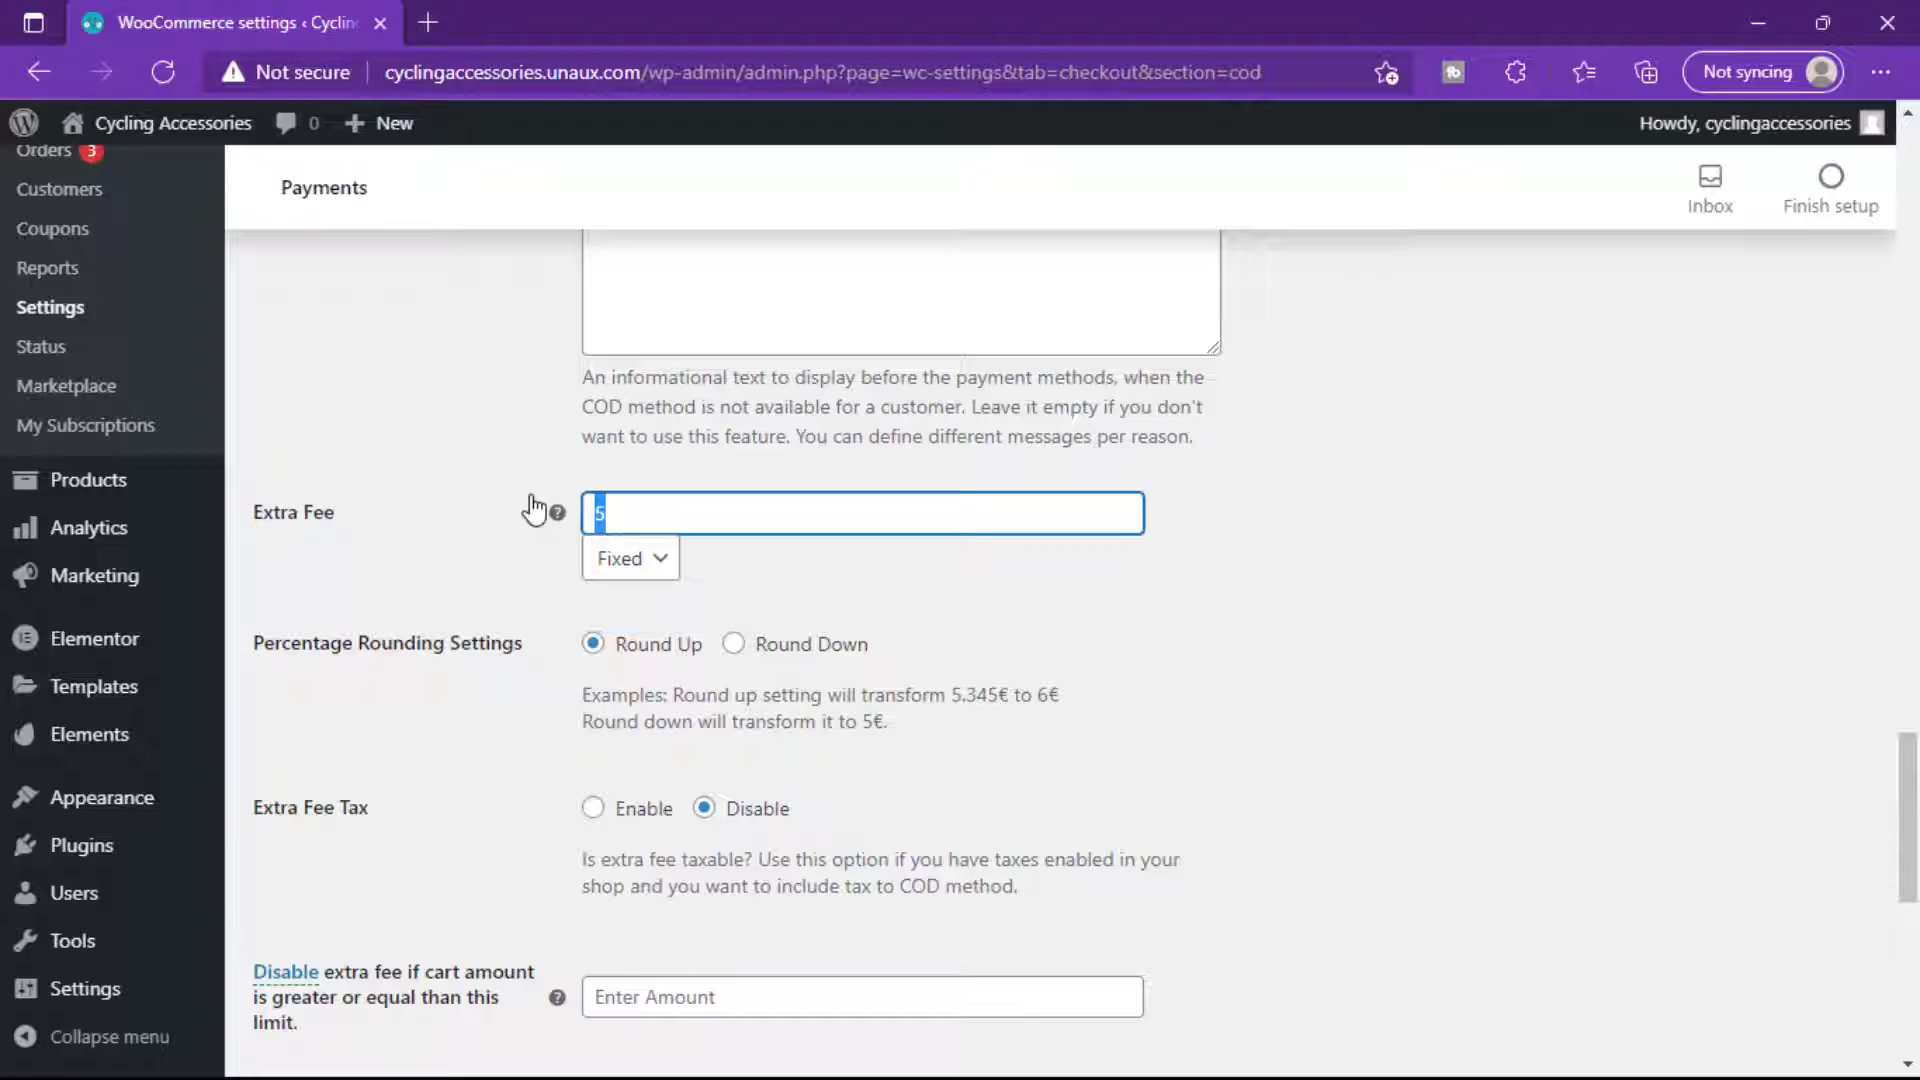 WooCommerce settings ‹ Cyclin
Not secure
cyclingaccessories.unaux.com/wp-admin/admin.php?page=wc-settings&tab=checkout&section=cod
Not syncing
Cycling Accessories
0
New
Howdy, cyclingaccessories
Orders 3
Customers
Coupons
Reports
Settings
Status
Marketplace
My Subscriptions
Products
Analytics
Marketing
Elementor
Templates
Elements
Appearance
Plugins
Users
Tools
Settings
Collapse menu
Payments
Inbox
Finish setup
An informational text to display before the payment methods, when the
COD method is not available for a customer. Leave it empty if you don't
want to use this feature. You can define different messages per reason.
Extra Fee
5
Fixed
Percentage Rounding Settings
Round Up
Round Down
Examples: Round up setting will transform 5.345€ to 6€
Round down will transform it to 5€.
Extra Fee Tax
Enable
Disable
Is extra fee taxable? Use this option if you have taxes enabled in your
shop and you want to include tax to COD method.
Disable extra fee if cart amount
is greater or equal than this
limit.
Enter Amount